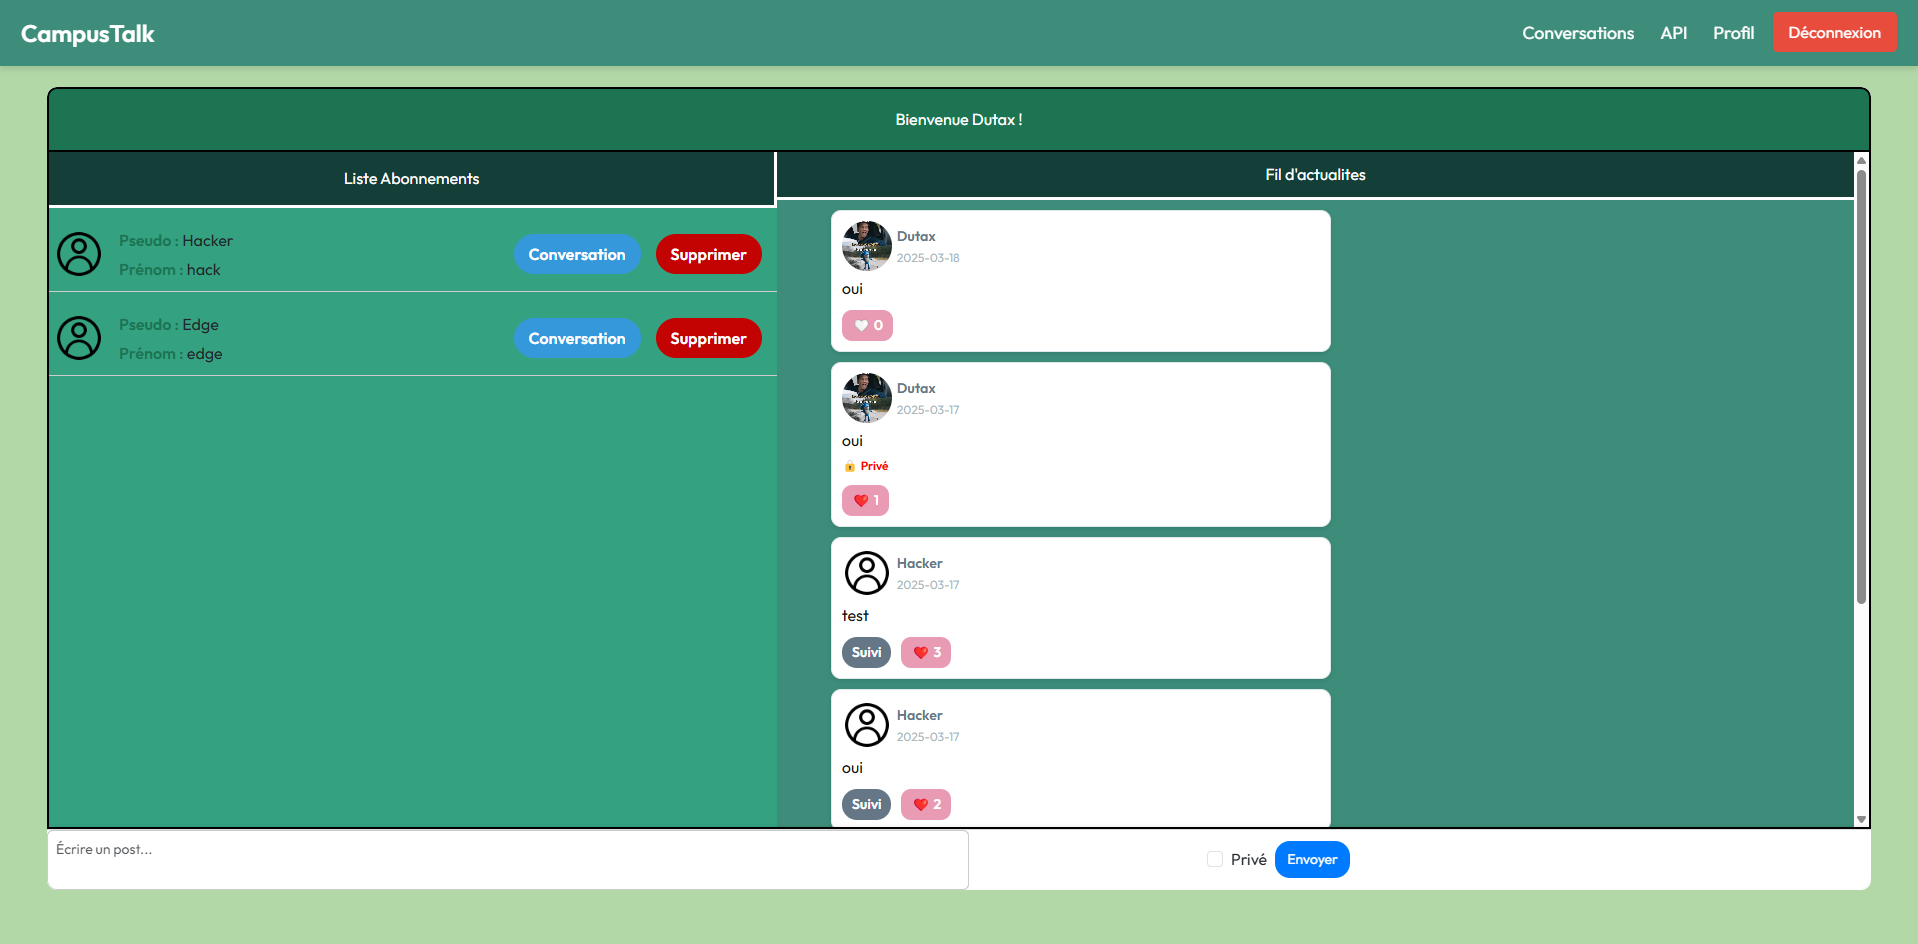 CampusTalk
Conversations API Profil Déconnexion
Bienvenue Dutax !
Liste Abonnements
Pseudo : Hacker
Prénom : hack
Conversation Supprimer
Pseudo : Edge
Prénom : edge
Conversation Supprimer
Fil d'actualites
Dutax
2025-03-18
oui
🤍 0
Dutax
2025-03-17
oui
🔒 Privé
❤️ 1
Hacker
2025-03-17
test
Suivi ❤️ 3
Hacker
2025-03-17
oui
Suivi ❤️ 2
Écrire un post...
Privé Envoyer